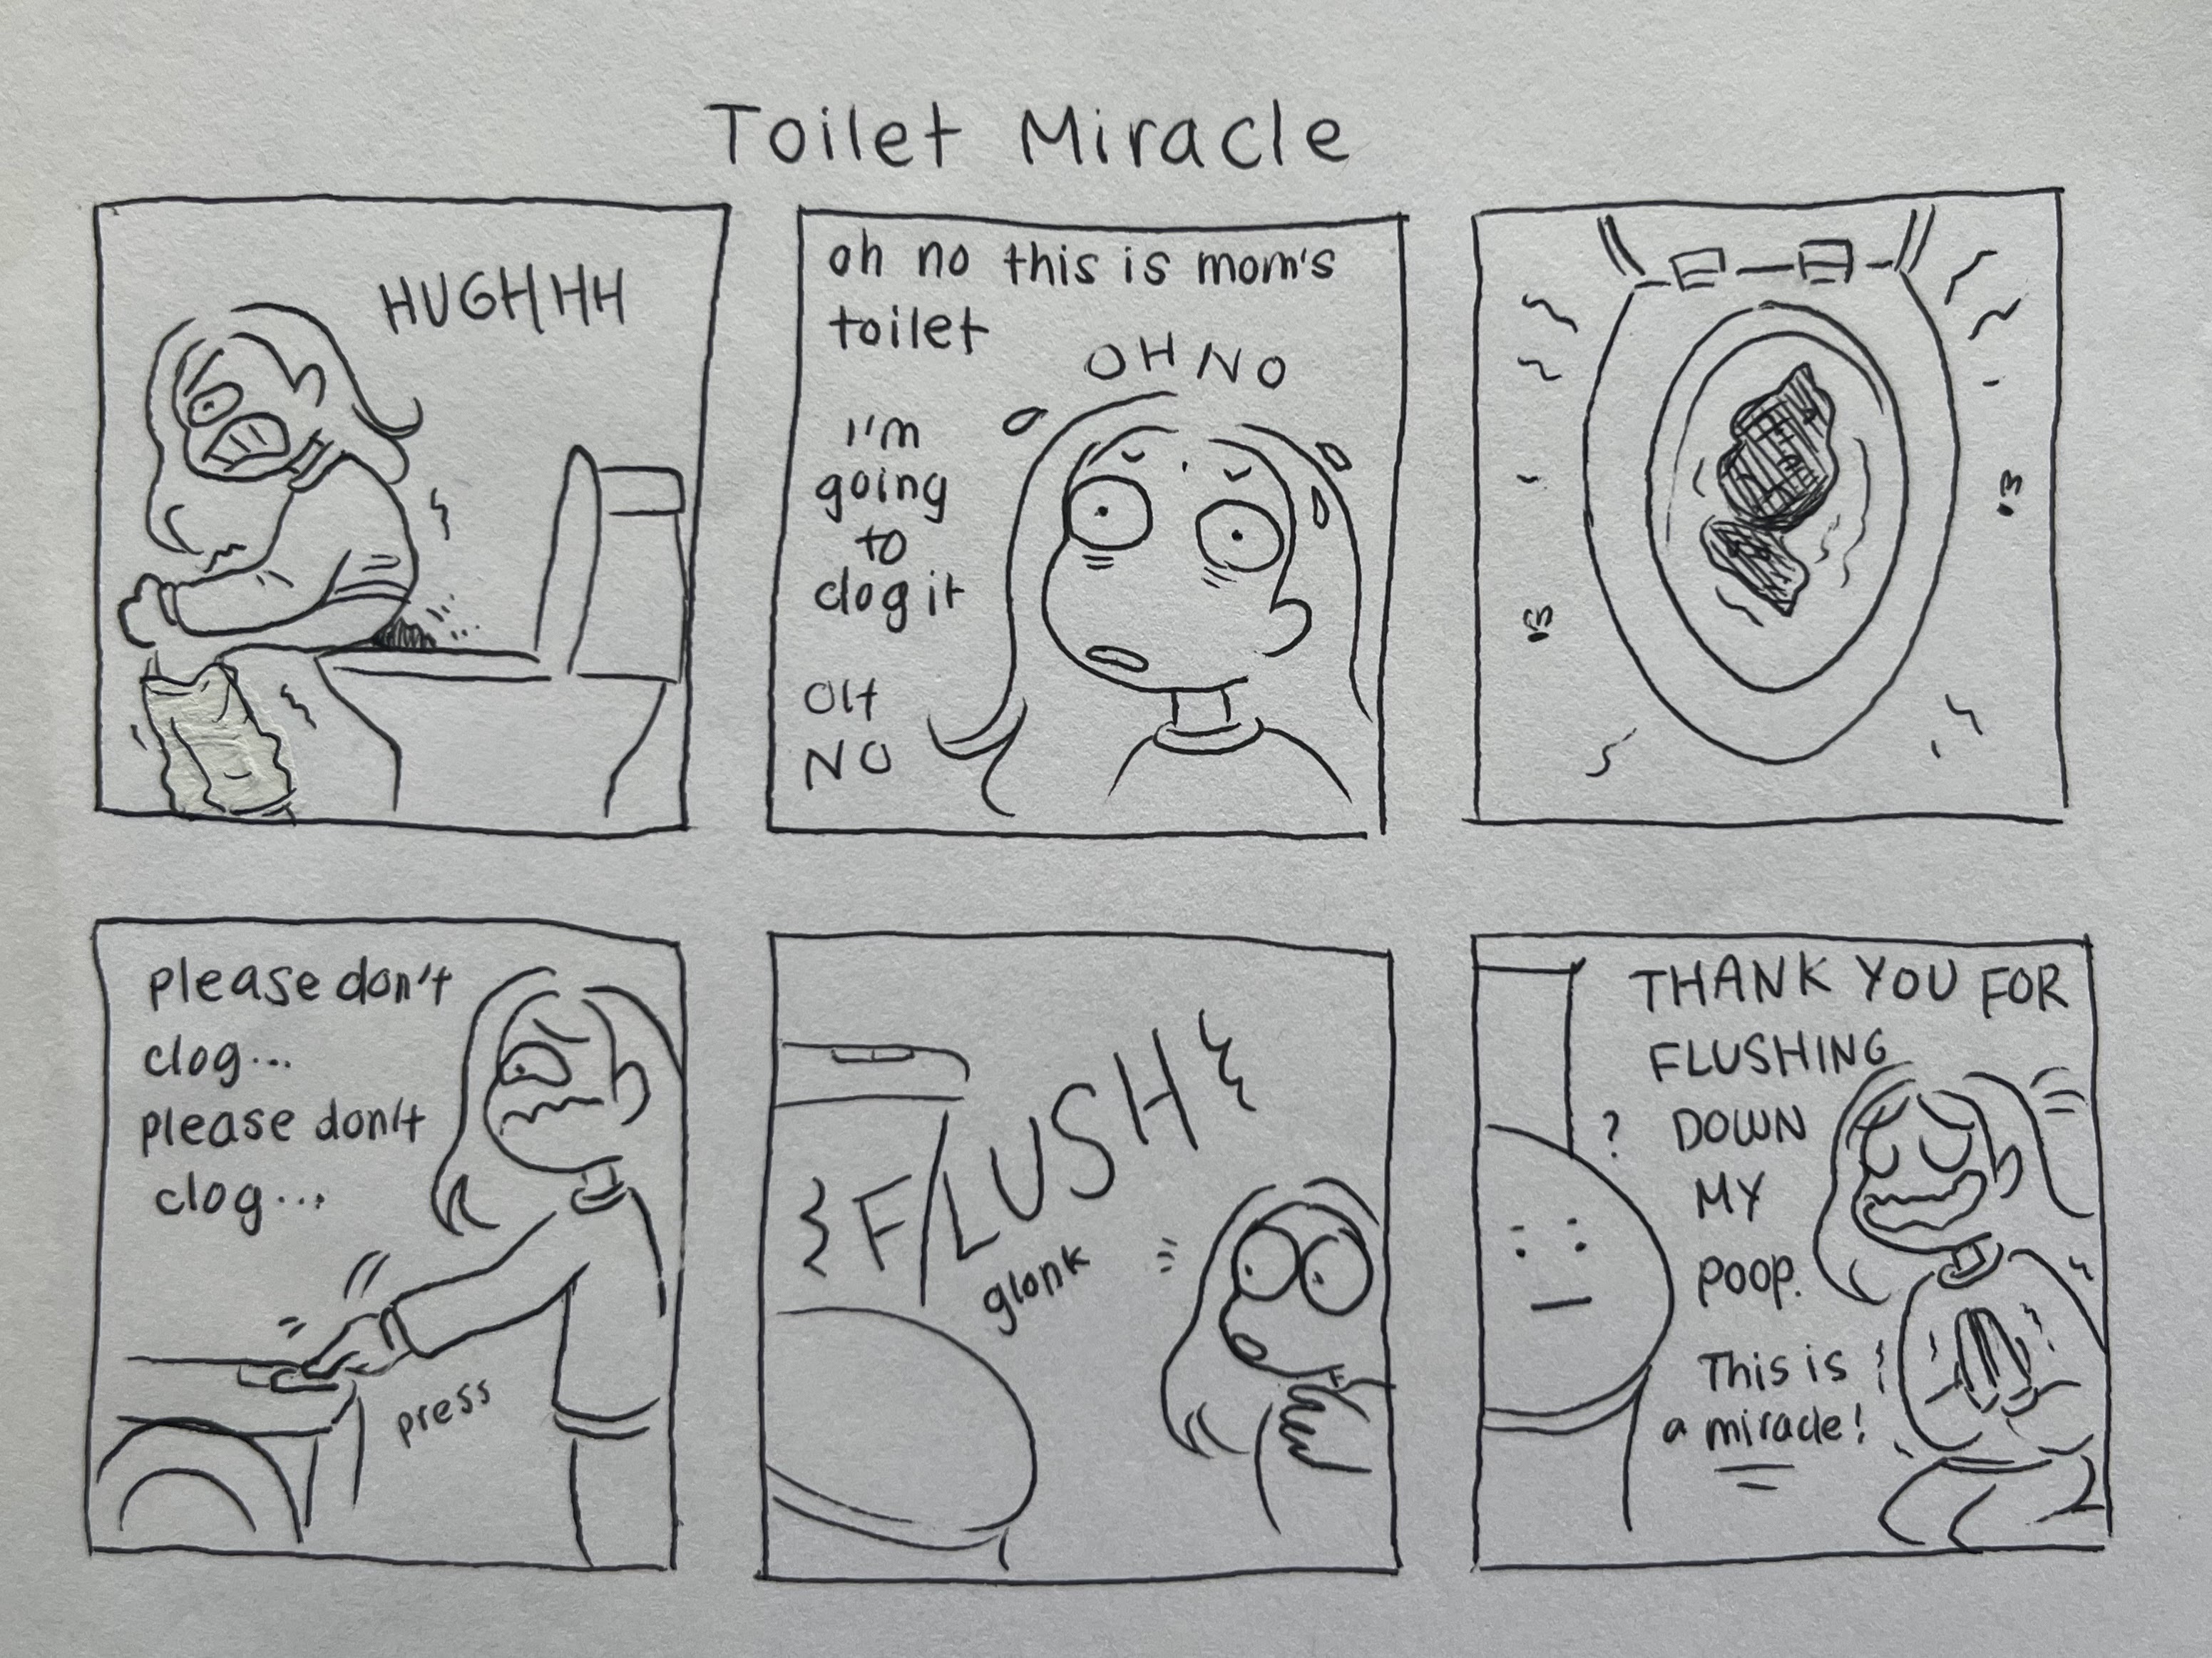 Toilet Miracle
HUGHHH
oh no this is mom's
toilet
OH NO
I'm
going
to
clog it
OH
NO
please don't
clog...
please don't
clog...
press
FLUSH
glonk
THANK YOU FOR
FLUSHING
DOWN
MY
POOP.
?
This is
a miracle!